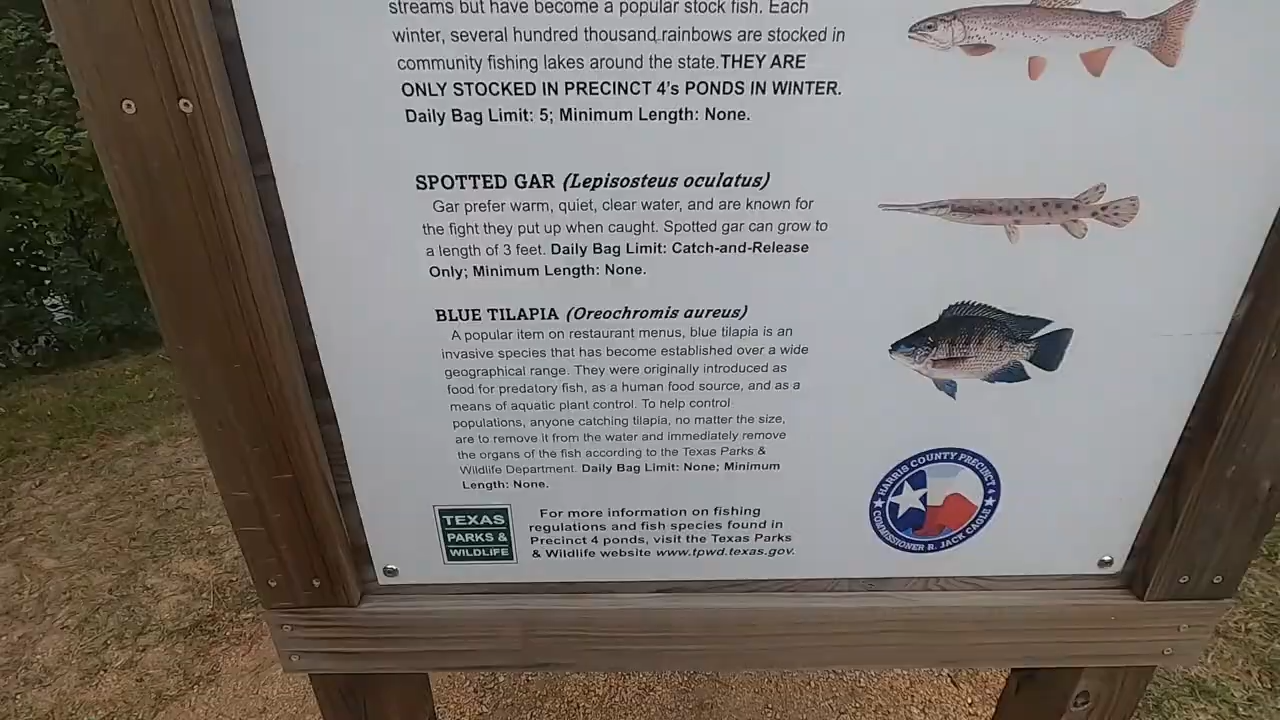 streams but have become a popular stock fish. Each
winter, several hundred thousand rainbows are stocked in
community fishing lakes around the state. THEY ARE
ONLY STOCKED IN PRECINCT 4's PONDS IN WINTER.
Daily Bag Limit: 5; Minimum Length: None.
SPOTTED GAR (Lepisosteus oculatus)
Gar prefer warm, quiet, clear water, and are known for
the fight they put up when caught. Spotted gar can grow to
a length of 3 feet. Daily Bag Limit: Catch-and-Release
Only; Minimum Length: None.
BLUE TILAPIA (Oreochromis aureus)
A popular item on restaurant menus, blue tilapia is an
invasive species that has become established over a wide
geographical range. They were originally introduced as
food for predatory fish, as a human food source, and as a
means of aquatic plant control. To help control
populations, anyone catching tilapia, no matter the size,
are to remove it from the water and immediately remove
the organs of the fish according to the Texas Parks &
Wildlife Department. Daily Bag Limit: None; Minimum
Length: None.
TEXAS
PARKS &
WILDLIFE
For more information on fishing
regulations and fish species found in
Precinct 4 ponds, visit the Texas Parks
& Wildlife website www.tpwd.texas.gov.
HARRIS COUNTY PRECINCT 4
COMMISSIONER R. JACK CAGLE